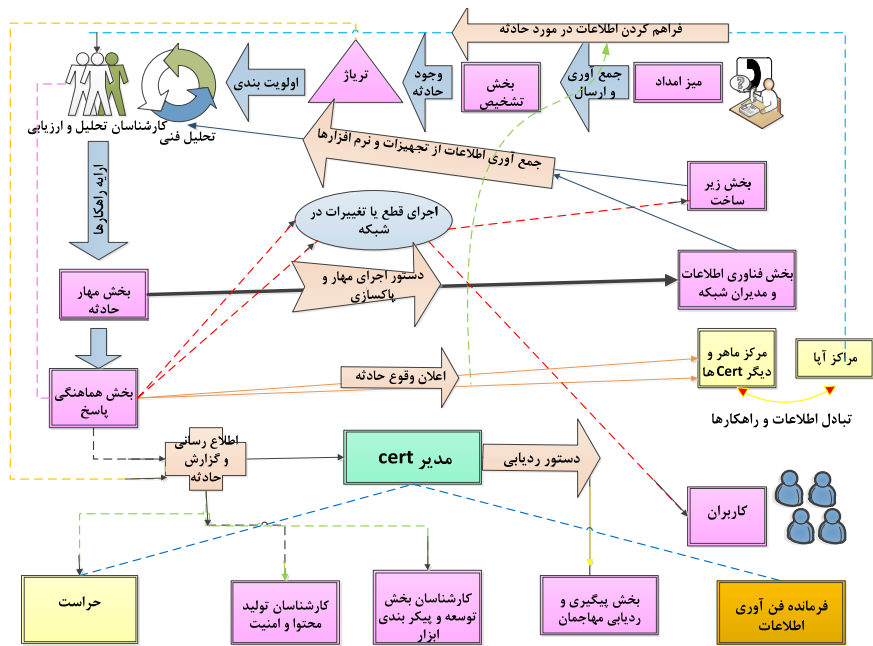 فراهم کردن اطلاعات در مورد حادثه
میز امداد
جمع آوری
و ارسال
بخش
تشخیص
وجود
حادثه
تریاژ
اولویت بندی
تحلیل فنی
کارشناسان تحلیل و ارزیابی
جمع آوری اطلاعات از تجهیزات و نرم افزارها
بخش زیر
ساخت
ارایه راهکارها
اجرای قطع یا تغییرات در
شبکه
بخش فناوری اطلاعات
و مدیران شبکه
دستور اجرای مهار و
پاکسازی
بخش مهار
حادثه
مراکز آپا
مرکز ماهر و
دیگر Cert ها
اعلان وقوع حادثه
بخش هماهنگی
پاسخ
تبادل اطلاعات و راهکارها
اطلاع رسانی
و گزارش
حادثه
مدیر cert
دستور ردیابی
کاربران
فرمانده فن آوری
اطلاعات
بخش پیگیری و
ردیابی مهاجمان
کارشناسان بخش
توسعه و پیکر بندی
ابزار
کارشناسان تولید
محتوا و امنیت
حراست